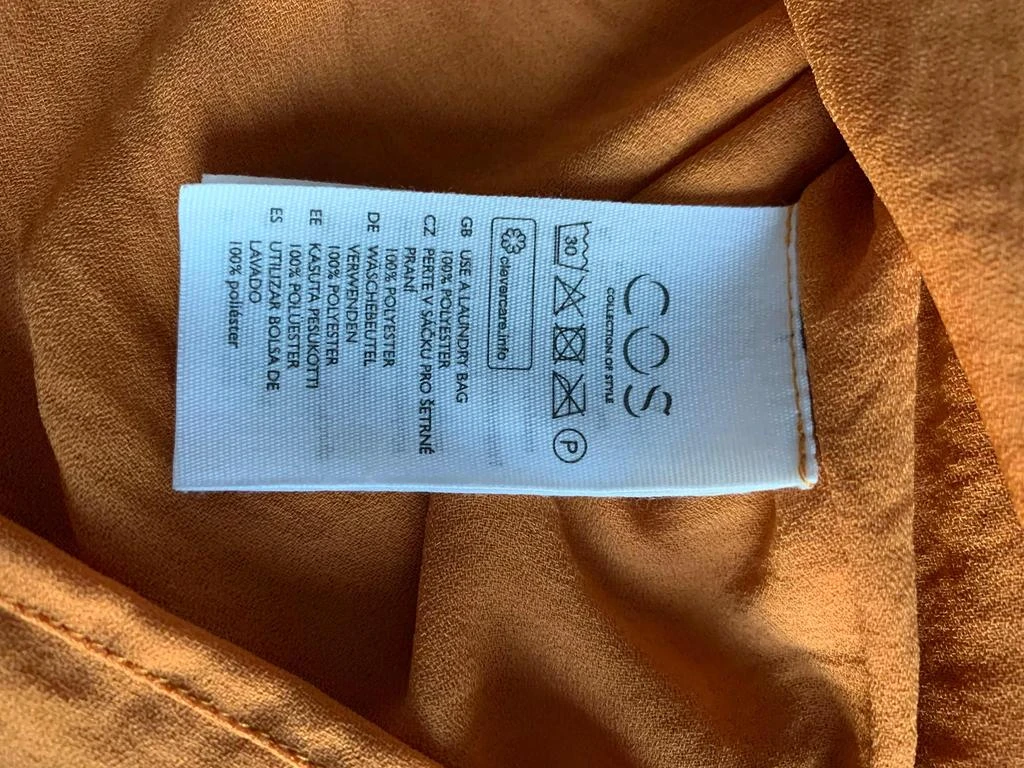 COS
COLLECTION OF STYLE
30
P
clevercare.info
GB USE A LAUNDRY BAG
100% POLYESTER
CZ PERTE V SÁČKU PRO ŠETRNÉ
PRANÍ
100% POLYESTER
DE WÄSCHEBEUTEL
VERWENDEN
100% POLYESTER
EE KASUTA PESUKOTTI
100% POLÜESTER
ES UTILIZAR BOLSA DE
LAVADO
100% poliéster